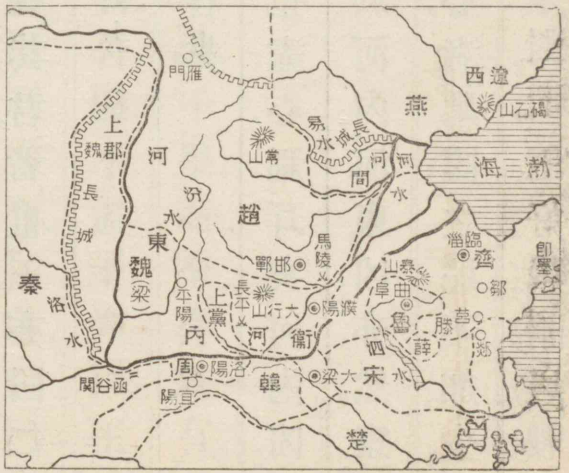 燕
遼西
碣石山
渤海
雁門
上郡
魏長城
河東
汾水
常山
易水
長城
河間
河水
趙
馬陵
邯鄲
臨淄
齊
即墨
鄒
莒
郯
泰山
曲阜
魯
滕
薛
泗水
宋
衛
濮陽
大行山
長平
上黨
河內
平陽
魏(梁)
秦
洛水
函谷関
周
洛陽
宜陽
韓
大梁
楚